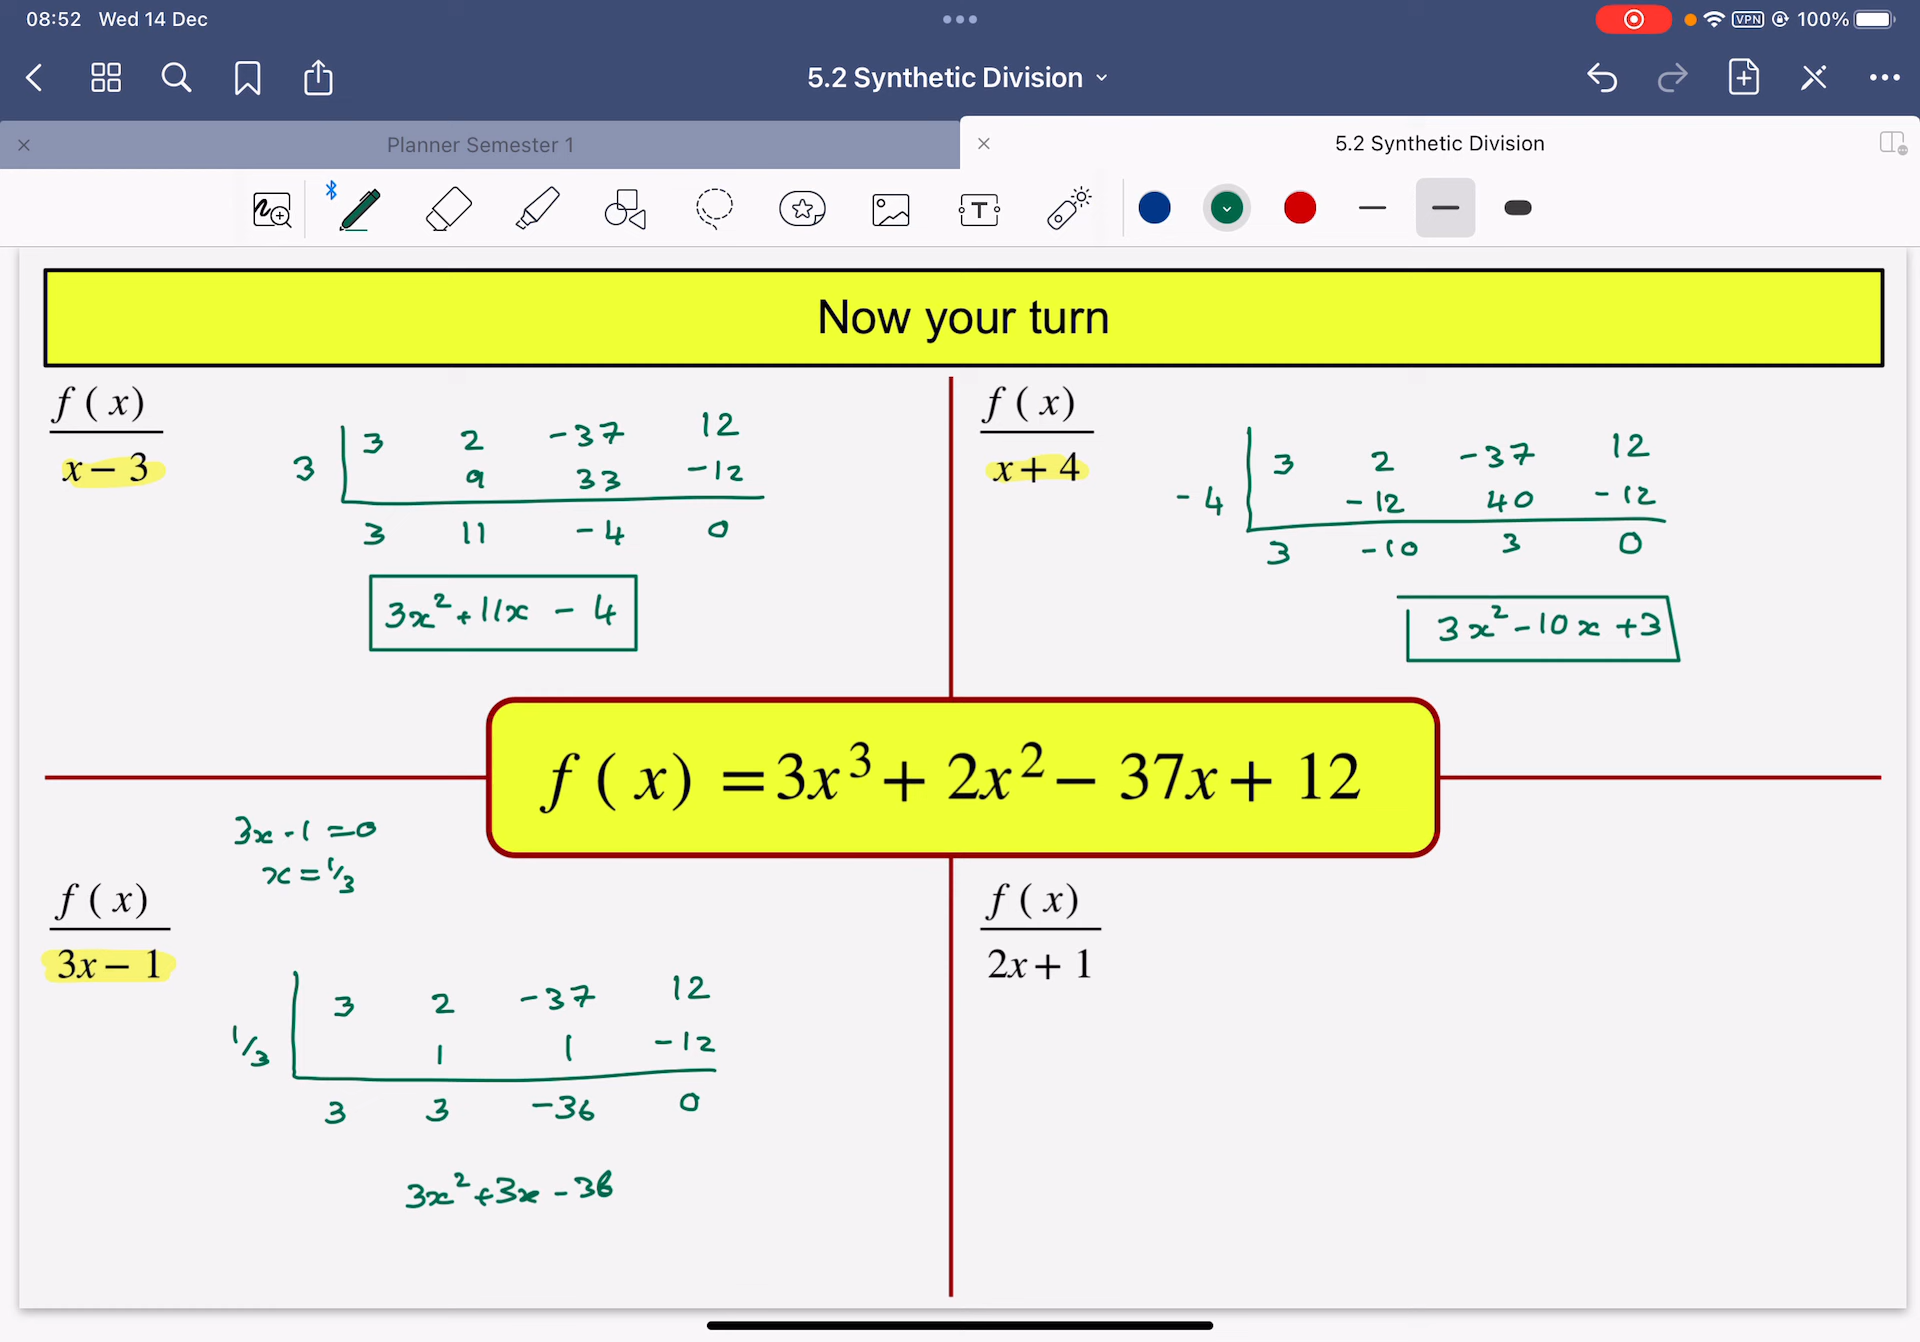 08:52 Wed 14 Dec
VPN 100%
5.2 Synthetic Division
Planner Semester 1
5.2 Synthetic Division
T
Now your turn
f ( x )
x − 3
3 3 2 -37 12
9 33 -12
3 11 -4 0
3x² + 11x - 4
f ( x )
x + 4
-4 3 2 -37 12
-12 40 -12
3 -10 3 0
3x² - 10x + 3
f ( x ) = 3x³ + 2x² − 37x + 12
3x - 1 = 0
x = 1/3
f ( x )
3x − 1
1/3 3 2 -37 12
1 1 -12
3 3 -36 0
3x² + 3x - 36
f ( x )
2x + 1